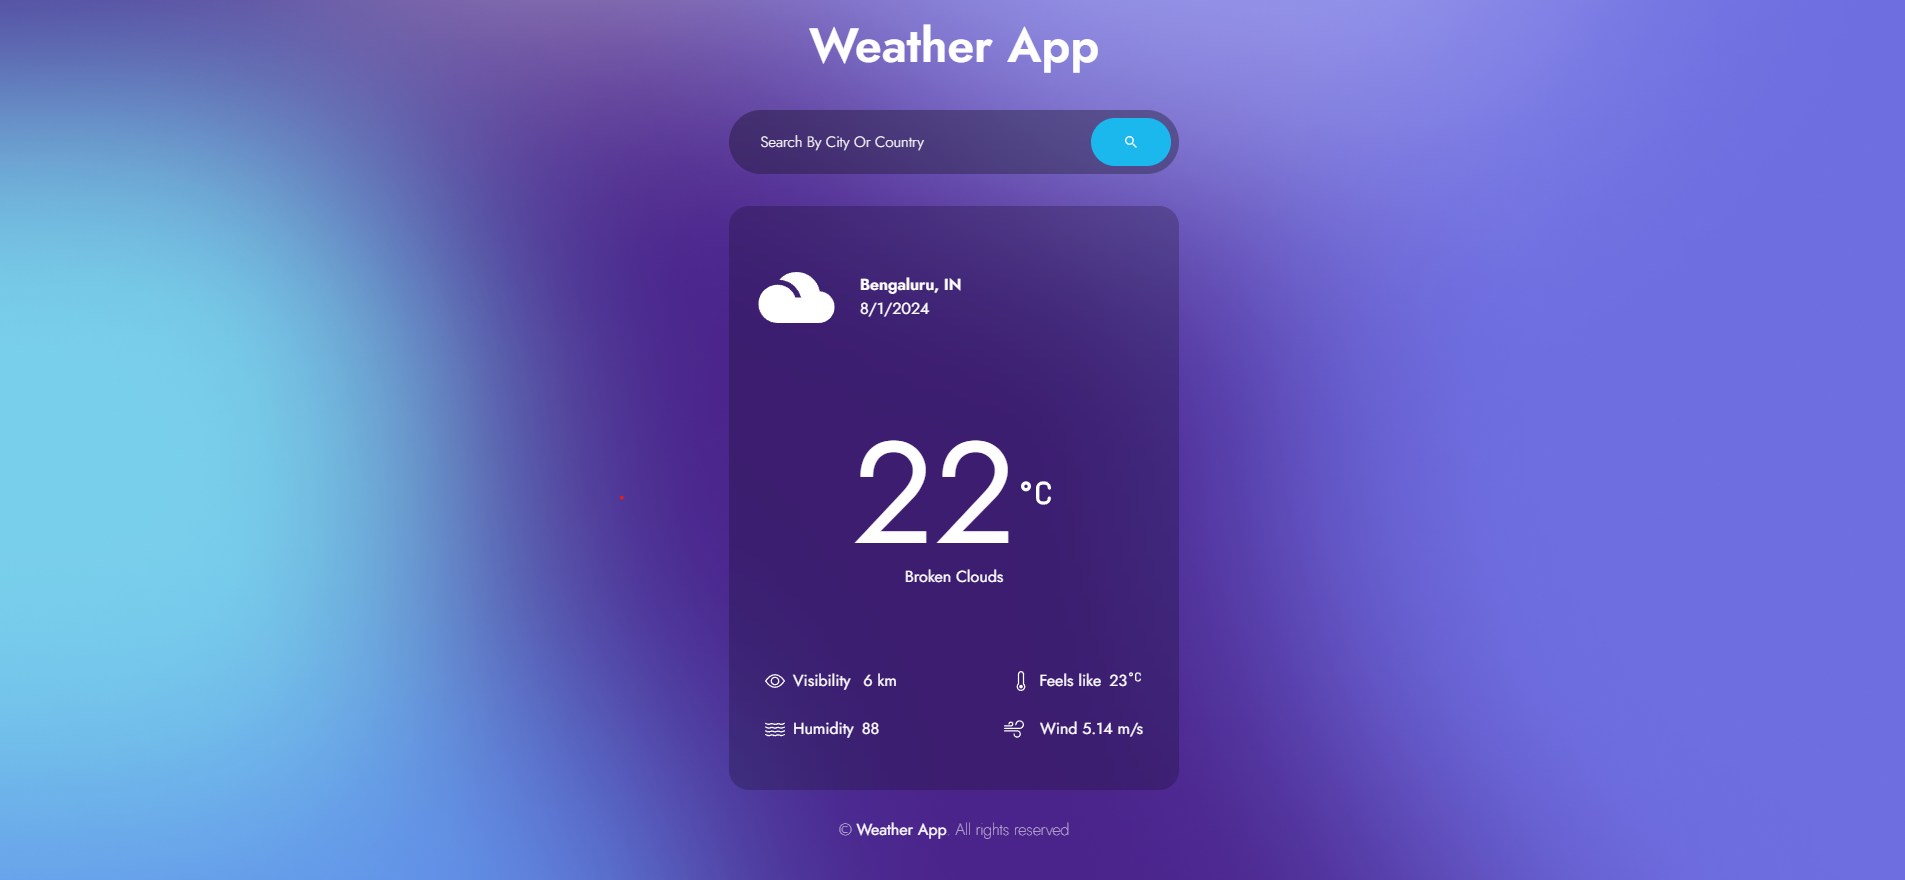 Weather App
Search By City Or Country
Bengaluru, IN
8/1/2024
22 °C
Broken Clouds
Visibility 6 km
Feels like 23°C
Humidity 88
Wind 5.14 m/s
© Weather App. All rights reserved